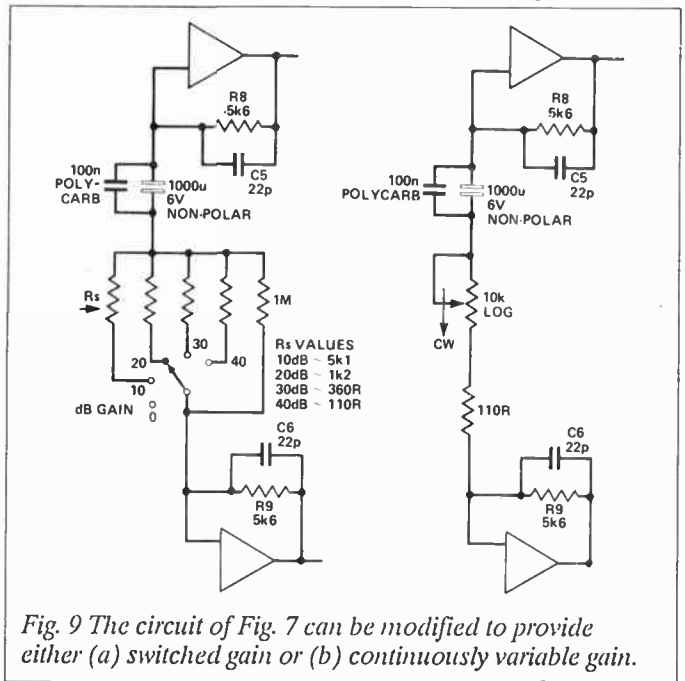 R8
5k6
C5
22p
100n
POLY-
CARB
1000u
6V
NON-POLAR
Rs
1M
30
20
40
10
dB GAIN
0
Rs VALUES
10dB ~ 5k1
20dB ~ 1k2
30dB ~ 360R
40dB ~ 110R
C6
22p
R9
5k6
R8
5k6
C5
22p
100n
POLYCARB
1000u
6V
NON-POLAR
10k
LOG
CW
110R
C6
22p
R9
5k6
Fig. 9 The circuit of Fig. 7 can be modified to provide
either (a) switched gain or (b) continuously variable gain.